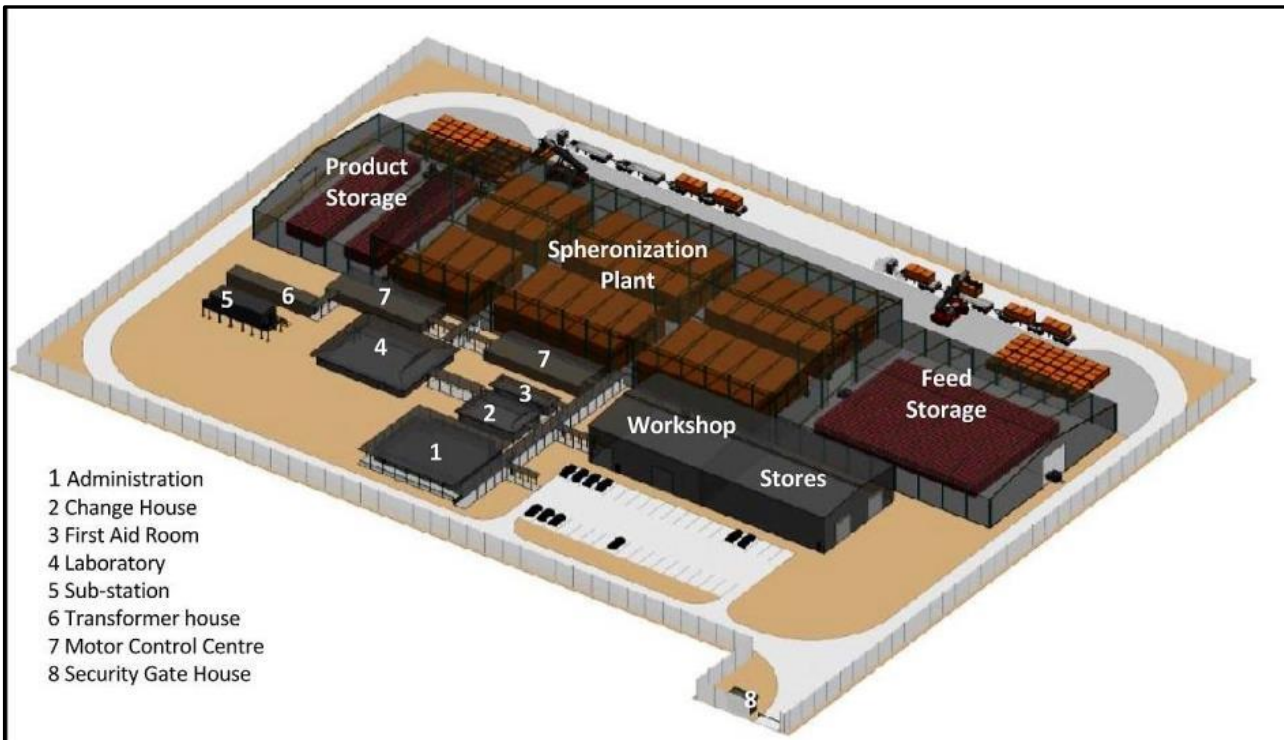 Product
Storage
Spheronization
Plant
5
6
7
4
7
3
2
1
Feed
Storage
Workshop
Stores
1 Administration
2 Change House
3 First Aid Room
4 Laboratory
5 Sub-station
6 Transformer house
7 Motor Control Centre
8 Security Gate House
8